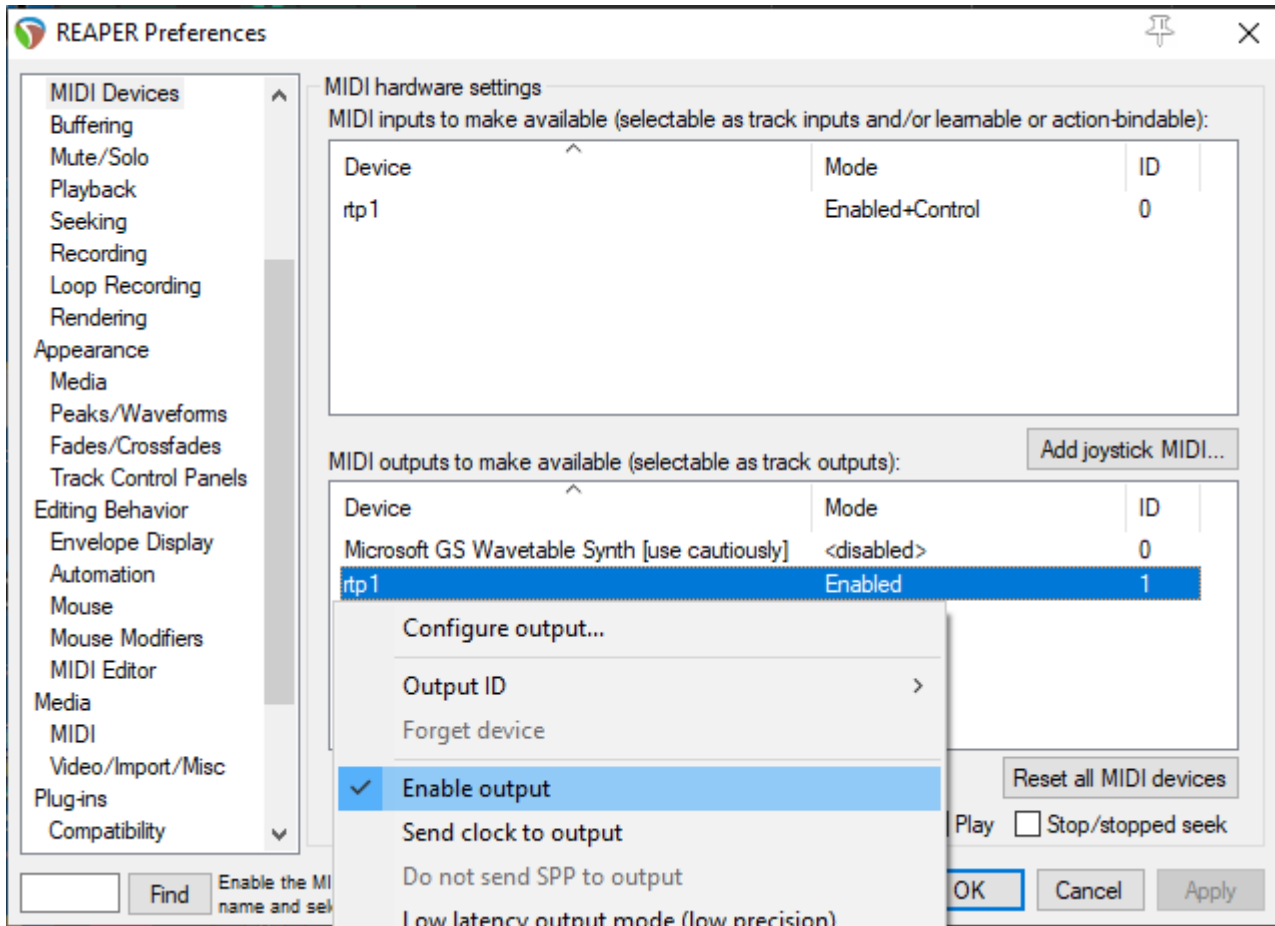 REAPER Preferences
MIDI Devices
Buffering
Mute/Solo
Playback
Seeking
Recording
Loop Recording
Rendering
Appearance
Media
Peaks/Waveforms
Fades/Crossfades
Track Control Panels
Editing Behavior
Envelope Display
Automation
Mouse
Mouse Modifiers
MIDI Editor
Media
MIDI
Video/Import/Misc
Plug-ins
Compatibility
Find
Enable the MI
name and sel
MIDI hardware settings
MIDI inputs to make available (selectable as track inputs and/or learnable or action-bindable):
Device Mode ID
rtp1 Enabled+Control 0
Add joystick MIDI...
MIDI outputs to make available (selectable as track outputs):
Device Mode ID
Microsoft GS Wavetable Synth [use cautiously] <disabled> 0
rtp1 Enabled 1
Configure output...
Output ID
Forget device
Enable output
Send clock to output
Do not send SPP to output
Low latency output mode (low precision)
Reset all MIDI devices
Play Stop/stopped seek
OK Cancel Apply